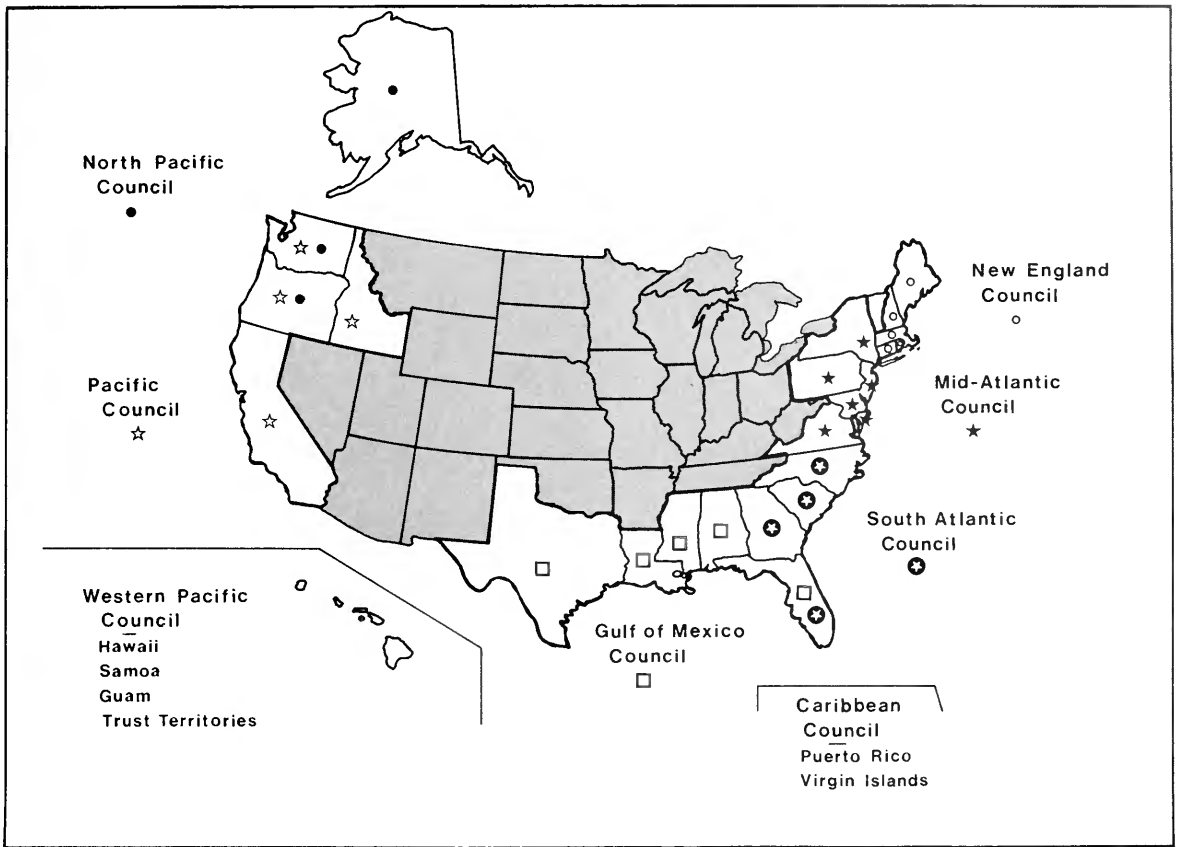 North Pacific
Council
New England
Council
Pacific
Council
Mid-Atlantic
Council
South Atlantic
Council
Western Pacific
Council
Hawaii
Samoa
Guam
Trust Territories
Gulf of Mexico
Council
Caribbean
Council
Puerto Rico
Virgin Islands